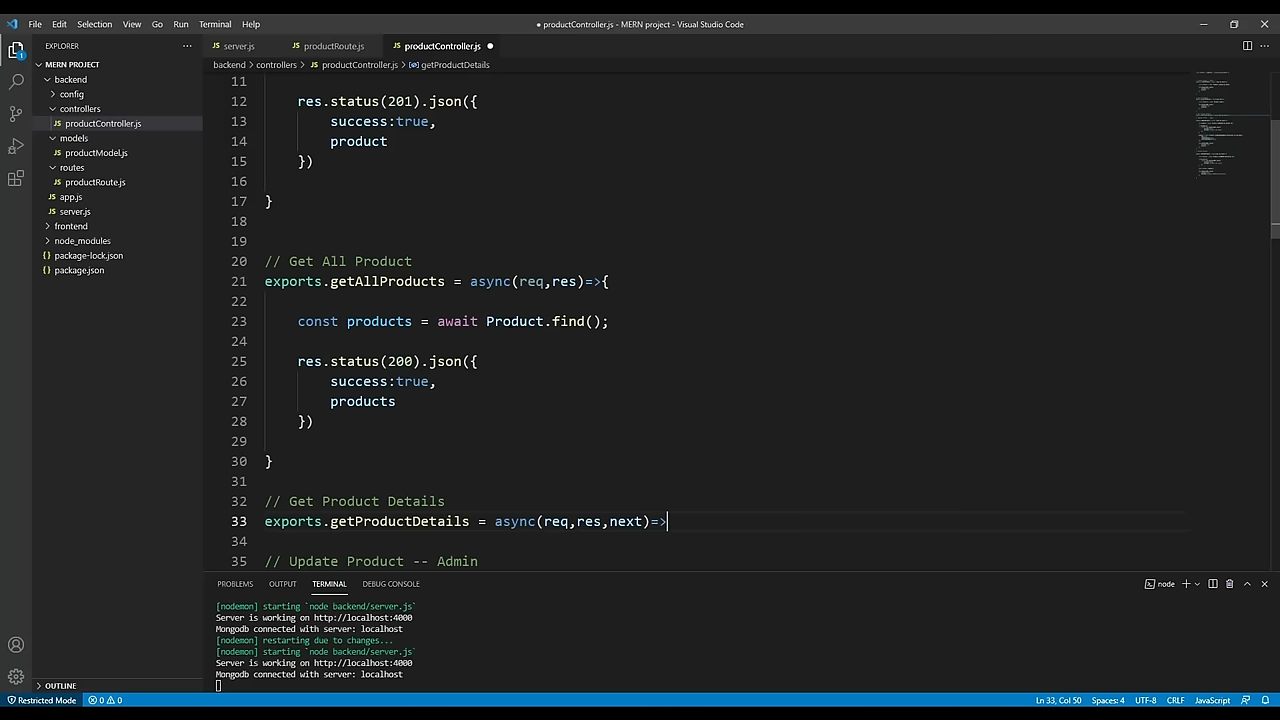 File Edit Selection View Go Run Terminal Help
● productController.js - MERN project - Visual Studio Code
EXPLORER
MERN PROJECT
backend
config
controllers
JS productController.js
models
JS productModel.js
routes
JS productRoute.js
JS app.js
JS server.js
frontend
node_modules
{} package-lock.json
{} package.json
OUTLINE
JS server.js JS productRoute.js JS productController.js ●
backend > controllers > JS productController.js > getProductDetails
11
12 res.status(201).json({
13 success:true,
14 product
15 })
16
17 }
18
19
20 // Get All Product
21 exports.getAllProducts = async(req,res)=>{
22
23 const products = await Product.find();
24
25 res.status(200).json({
26 success:true,
27 products
28 })
29
30 }
31
32 // Get Product Details
33 exports.getProductDetails = async(req,res,next)=>
34
35 // Update Product -- Admin
PROBLEMS OUTPUT TERMINAL DEBUG CONSOLE
node
[nodemon] starting `node backend/server.js`
Server is working on http://localhost:4000
Mongodb connected with server: localhost
[nodemon] restarting due to changes...
[nodemon] starting `node backend/server.js`
Server is working on http://localhost:4000
Mongodb connected with server: localhost
Restricted Mode 0 0 Ln 33, Col 50 Spaces: 4 UTF-8 CRLF JavaScript